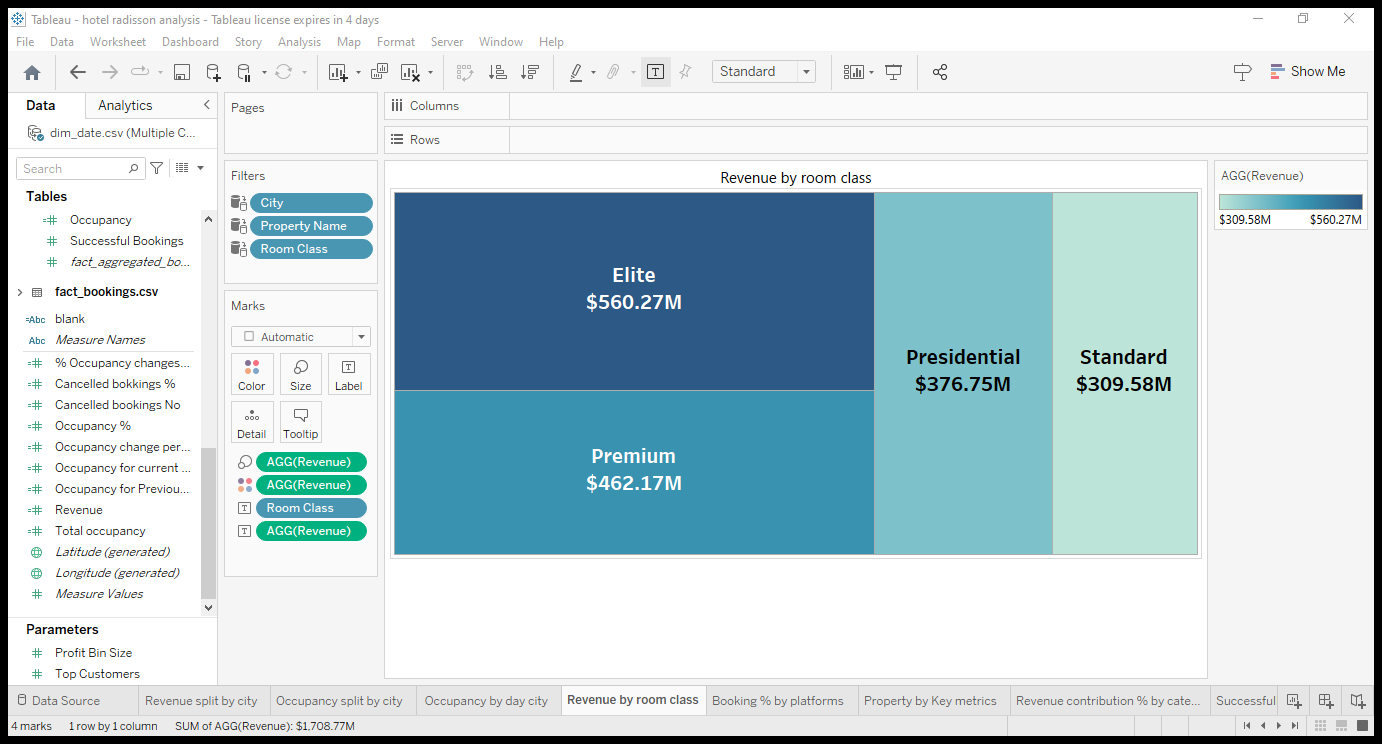 Tableau - hotel radisson analysis - Tableau license expires in 4 days
File Data Worksheet Dashboard Story Analysis Map Format Server Window Help
Standard
Show Me
Data Analytics
dim_date.csv (Multiple C...
Search
Tables
Occupancy
Successful Bookings
fact_aggregated_bo...
fact_bookings.csv
=Abc blank
Abc Measure Names
% Occupancy changes...
Cancelled bokkings %
Cancelled bookings No
Occupancy %
Occupancy change per...
Occupancy for current ...
Occupancy for Previou...
Revenue
Total occupancy
Latitude (generated)
Longitude (generated)
Measure Values
Parameters
Profit Bin Size
Top Customers
Pages
Filters
City
Property Name
Room Class
Marks
Automatic
Color Size Label
Detail Tooltip
AGG(Revenue)
AGG(Revenue)
Room Class
AGG(Revenue)
Columns
Rows
Revenue by room class
Elite
$560.27M
Premium
$462.17M
Presidential
$376.75M
Standard
$309.58M
AGG(Revenue)
$309.58M $560.27M
Data Source Revenue split by city Occupancy split by city Occupancy by day city Revenue by room class Booking % by platforms Property by Key metrics Revenue contribution % by cate... Successful
4 marks 1 row by 1 column SUM of AGG(Revenue): $1,708.77M